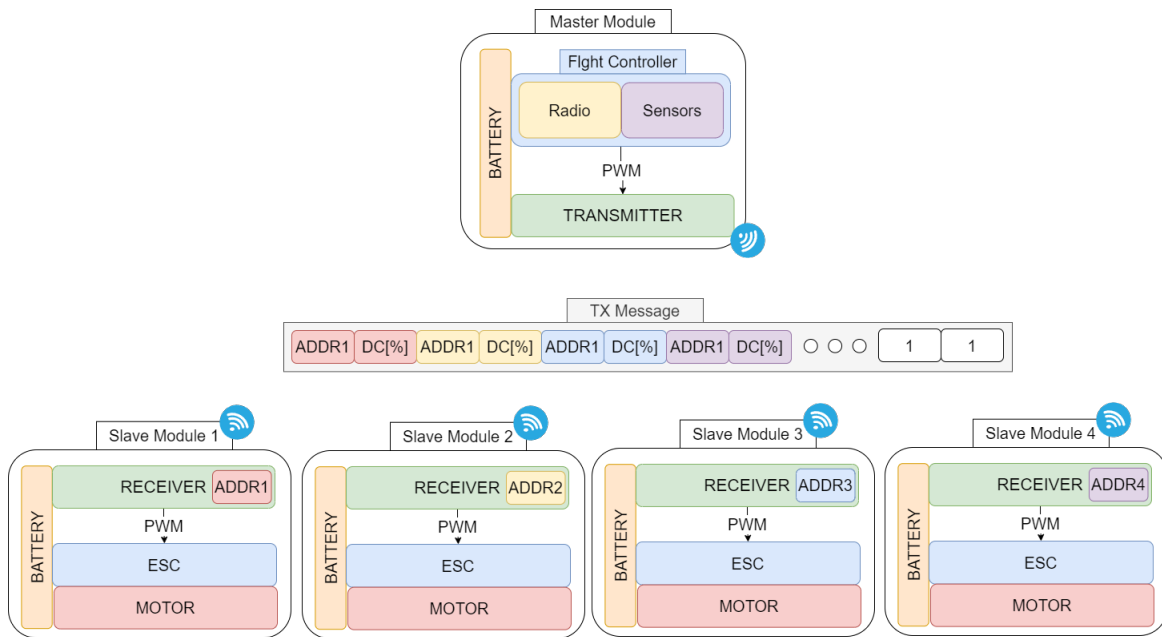 Master Module
Flght Controller
BATTERY
Radio
Sensors
PWM
TRANSMITTER
TX Message
ADDR1 DC[%] ADDR1 DC[%] ADDR1 DC[%] ADDR1 DC[%] 1 1
Slave Module 1
BATTERY
RECEIVER ADDR1
PWM
ESC
MOTOR
Slave Module 2
BATTERY
RECEIVER ADDR2
PWM
ESC
MOTOR
Slave Module 3
BATTERY
RECEIVER ADDR3
PWM
ESC
MOTOR
Slave Module 4
BATTERY
RECEIVER ADDR4
PWM
ESC
MOTOR